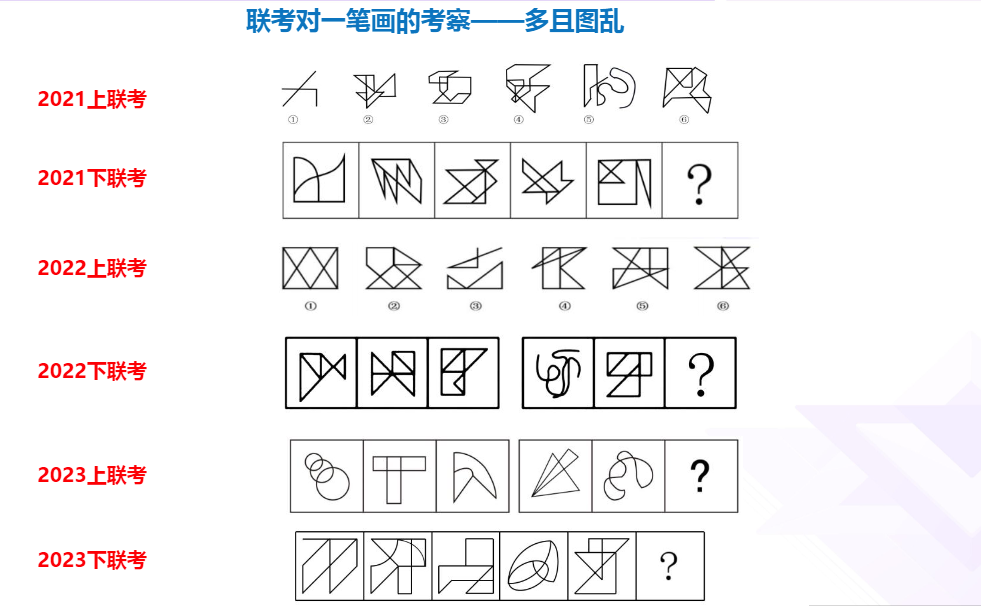 联考对一笔画的考察——多且图乱
2021上联考
① ② ③ ④ ⑤ ⑥
2021下联考
?
2022上联考
① ② ③ ④ ⑤ ⑥
2022下联考
?
2023上联考
?
2023下联考
?